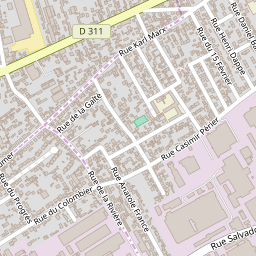 D 311
Rue Karl Marx
Rue Daniel
Rue Henri Dappe
Rue du 15 Février
Rue de la Gaîté
Rue Casimir Périer
Rue du Progrès
Rue du Colombier
Rue de la Rivière
Rue Anatole France
Rue Salvado